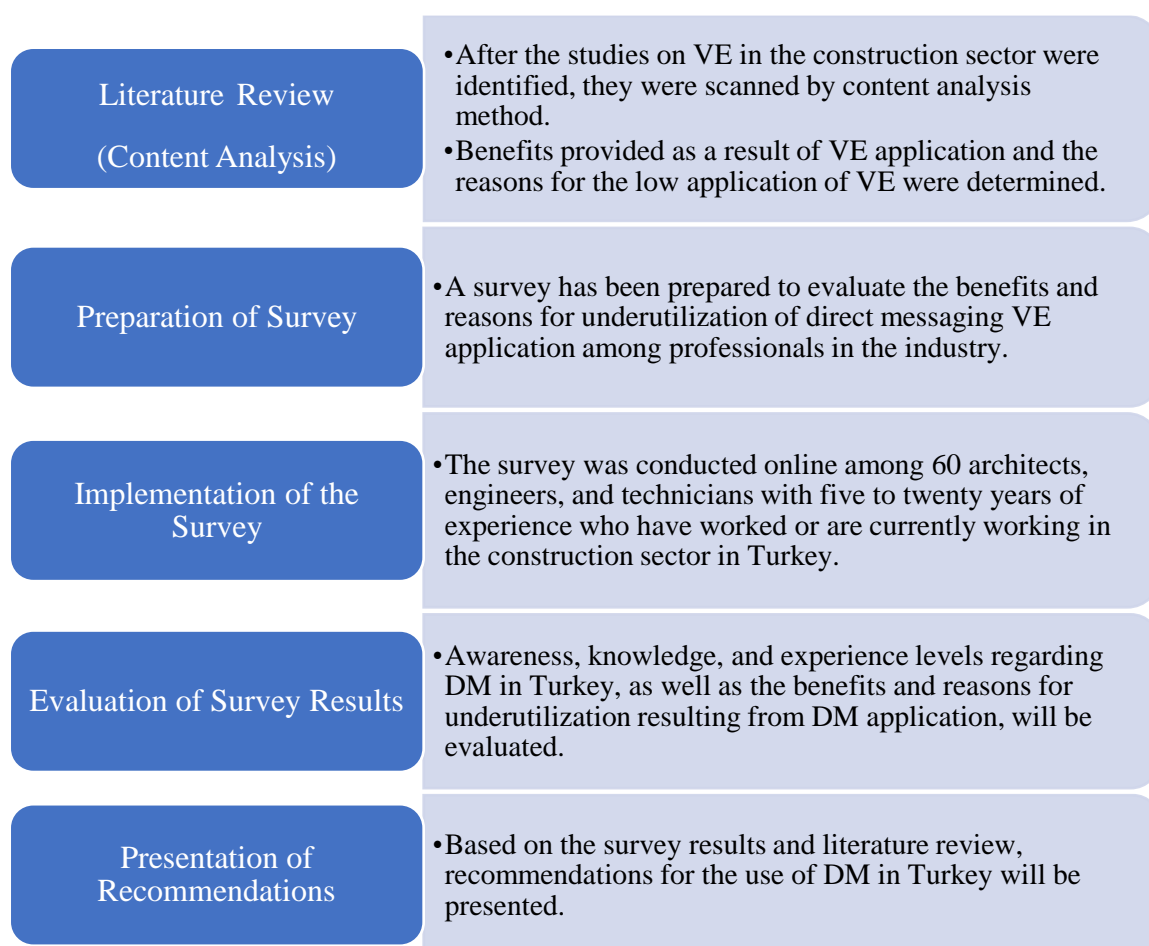 Literature Review
(Content Analysis)
•After the studies on VE in the construction sector were
identified, they were scanned by content analysis
method.
•Benefits provided as a result of VE application and the
reasons for the low application of VE were determined.
Preparation of Survey
•A survey has been prepared to evaluate the benefits and
reasons for underutilization of direct messaging VE
application among professionals in the industry.
Implementation of the
Survey
•The survey was conducted online among 60 architects,
engineers, and technicians with five to twenty years of
experience who have worked or are currently working in
the construction sector in Turkey.
Evaluation of Survey Results
•Awareness, knowledge, and experience levels regarding
DM in Turkey, as well as the benefits and reasons for
underutilization resulting from DM application, will be
evaluated.
Presentation of
Recommendations
•Based on the survey results and literature review,
recommendations for the use of DM in Turkey will be
presented.